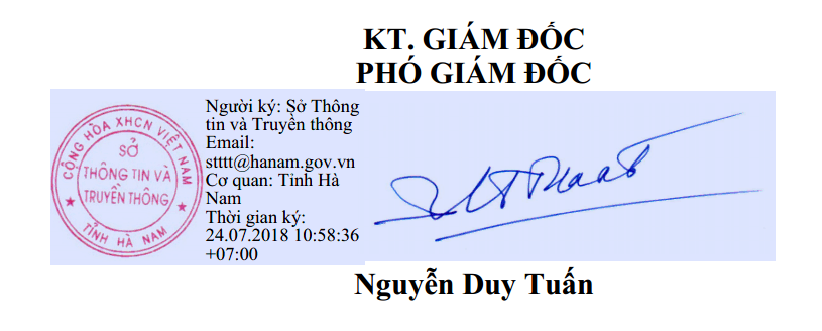 KT. GIÁM ĐỐC
PHÓ GIÁM ĐỐC
CỘNG HÒA XHCN VIỆT NAM
SỞ
THÔNG TIN VÀ
TRUYỀN THÔNG
TỈNH HÀ NAM
Người ký: Sở Thông
tin và Truyền thông
Email:
stttt@hanam.gov.vn
Cơ quan: Tỉnh Hà
Nam
Thời gian ký:
24.07.2018 10:58:36
+07:00
Nguyễn Duy Tuấn